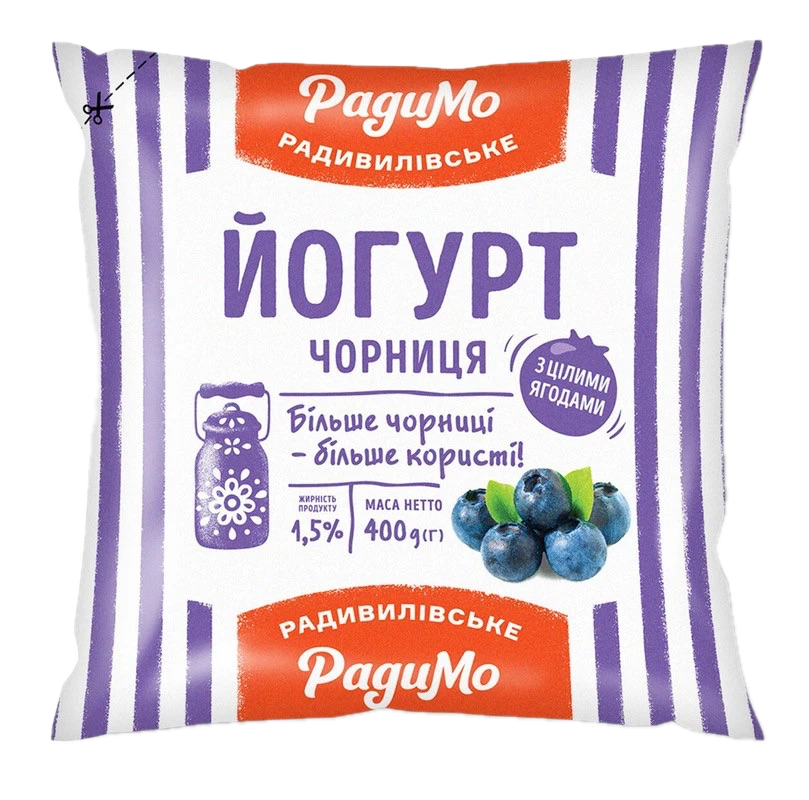 РадиМо
РАДИВИЛІВСЬКЕ
ЙОГУРТ
ЧОРНИЦЯ
З ЦІЛИМИ
ЯГОДАМИ
Більше чорниці
- більше користі!
ЖИРНІСТЬ
ПРОДУКТУ
1,5%
МАСА НЕТТО
400g(Г)
РАДИВИЛІВСЬКЕ
РадиМо